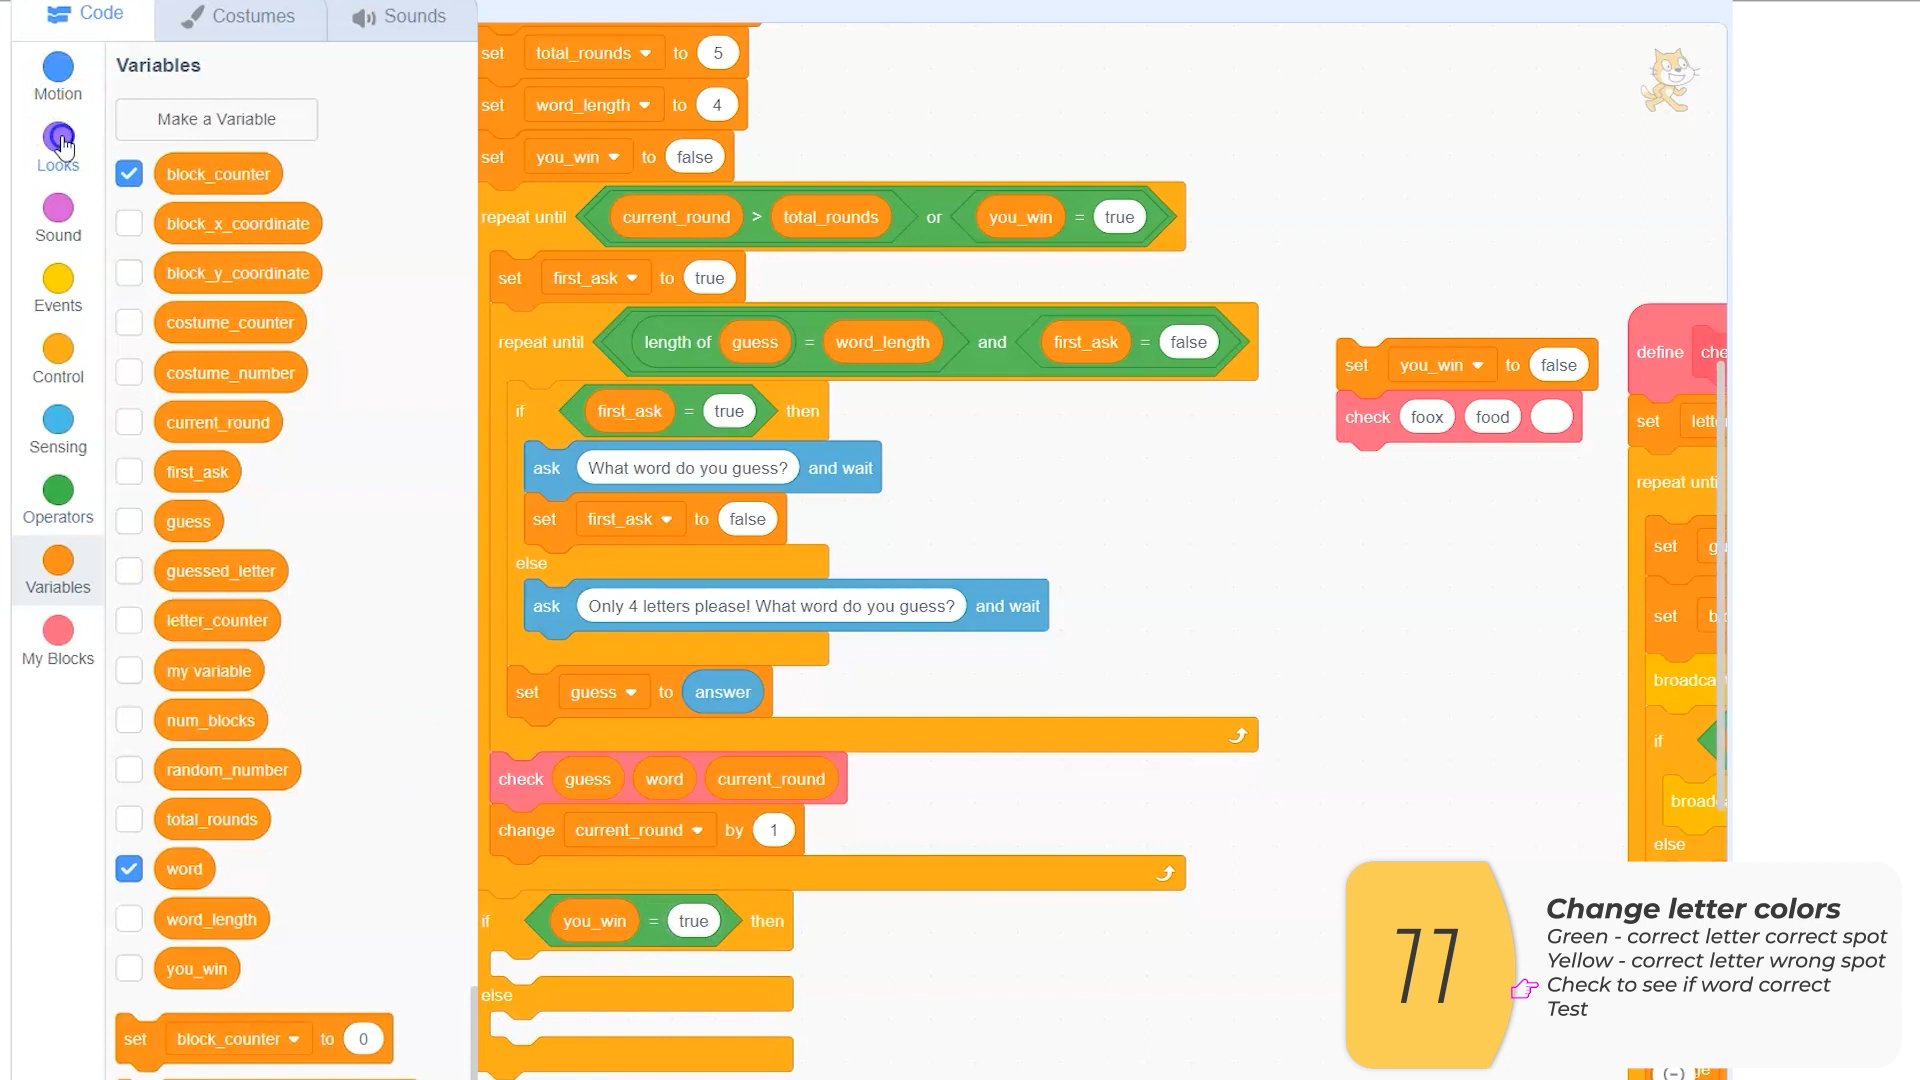 Code
Costumes
Sounds
Motion
Looks
Sound
Events
Control
Sensing
Operators
Variables
My Blocks
Variables
Make a Variable
block_counter
block_x_coordinate
block_y_coordinate
costume_counter
costume_number
current_round
first_ask
guess
guessed_letter
letter_counter
my variable
num_blocks
random_number
total_rounds
word
word_length
you_win
set block_counter to 0
set total_rounds to 5
set word_length to 4
set you_win to false
repeat until current_round > total_rounds or you_win = true
set first_ask to true
repeat until length of guess = word_length and first_ask = false
if first_ask = true then
ask What word do you guess? and wait
set first_ask to false
else
ask Only 4 letters please! What word do you guess? and wait
set guess to answer
check guess word current_round
change current_round by 1
if you_win = true then
else
set you_win to false
check foox food
define che
set lette
repeat until
set
set
broadca
if
broad
else
77
Change letter colors
Green - correct letter correct spot
Yellow - correct letter wrong spot
Check to see if word correct
Test